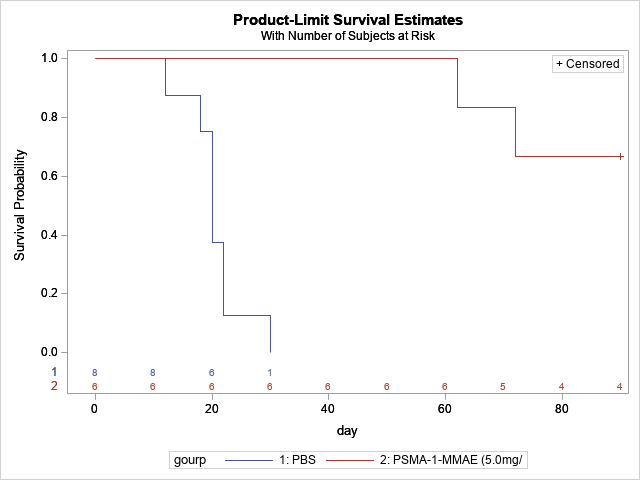 Product-Limit Survival Estimates
With Number of Subjects at Risk
+ Censored
Survival Probability
1.0
0.8
0.6
0.4
0.2
0.0
1 8 8 6 1
2 6 6 6 6 6 6 6 5 4 4
0 20 40 60 80
day
gourp 1: PBS 2: PSMA-1-MMAE (5.0mg/